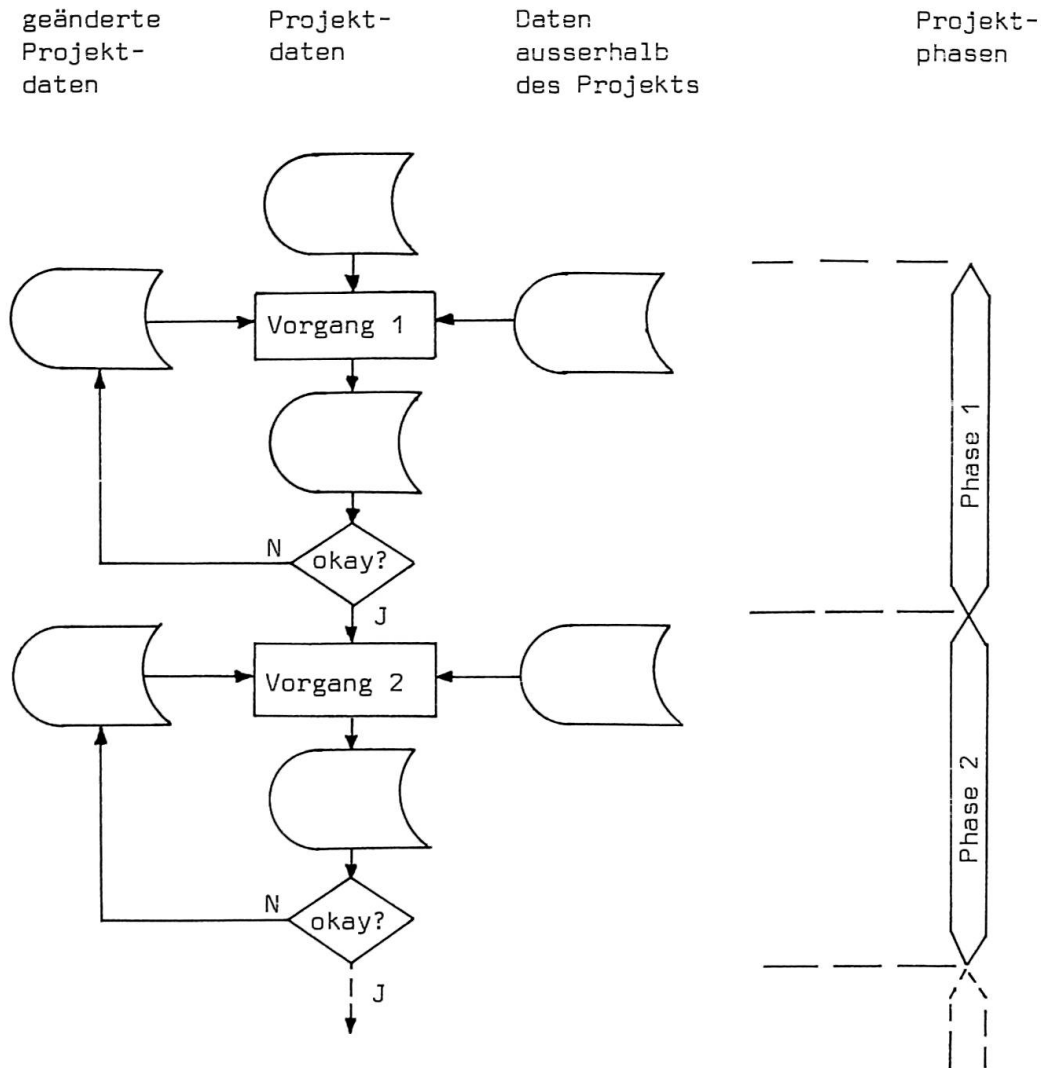 geänderte
Projekt-
daten
Projekt-
daten
Daten
ausserhalb
des Projekts
Projekt-
phasen
Vorgang 1
N
okay?
J
Phase 1
Vorgang 2
N
okay?
J
Phase 2